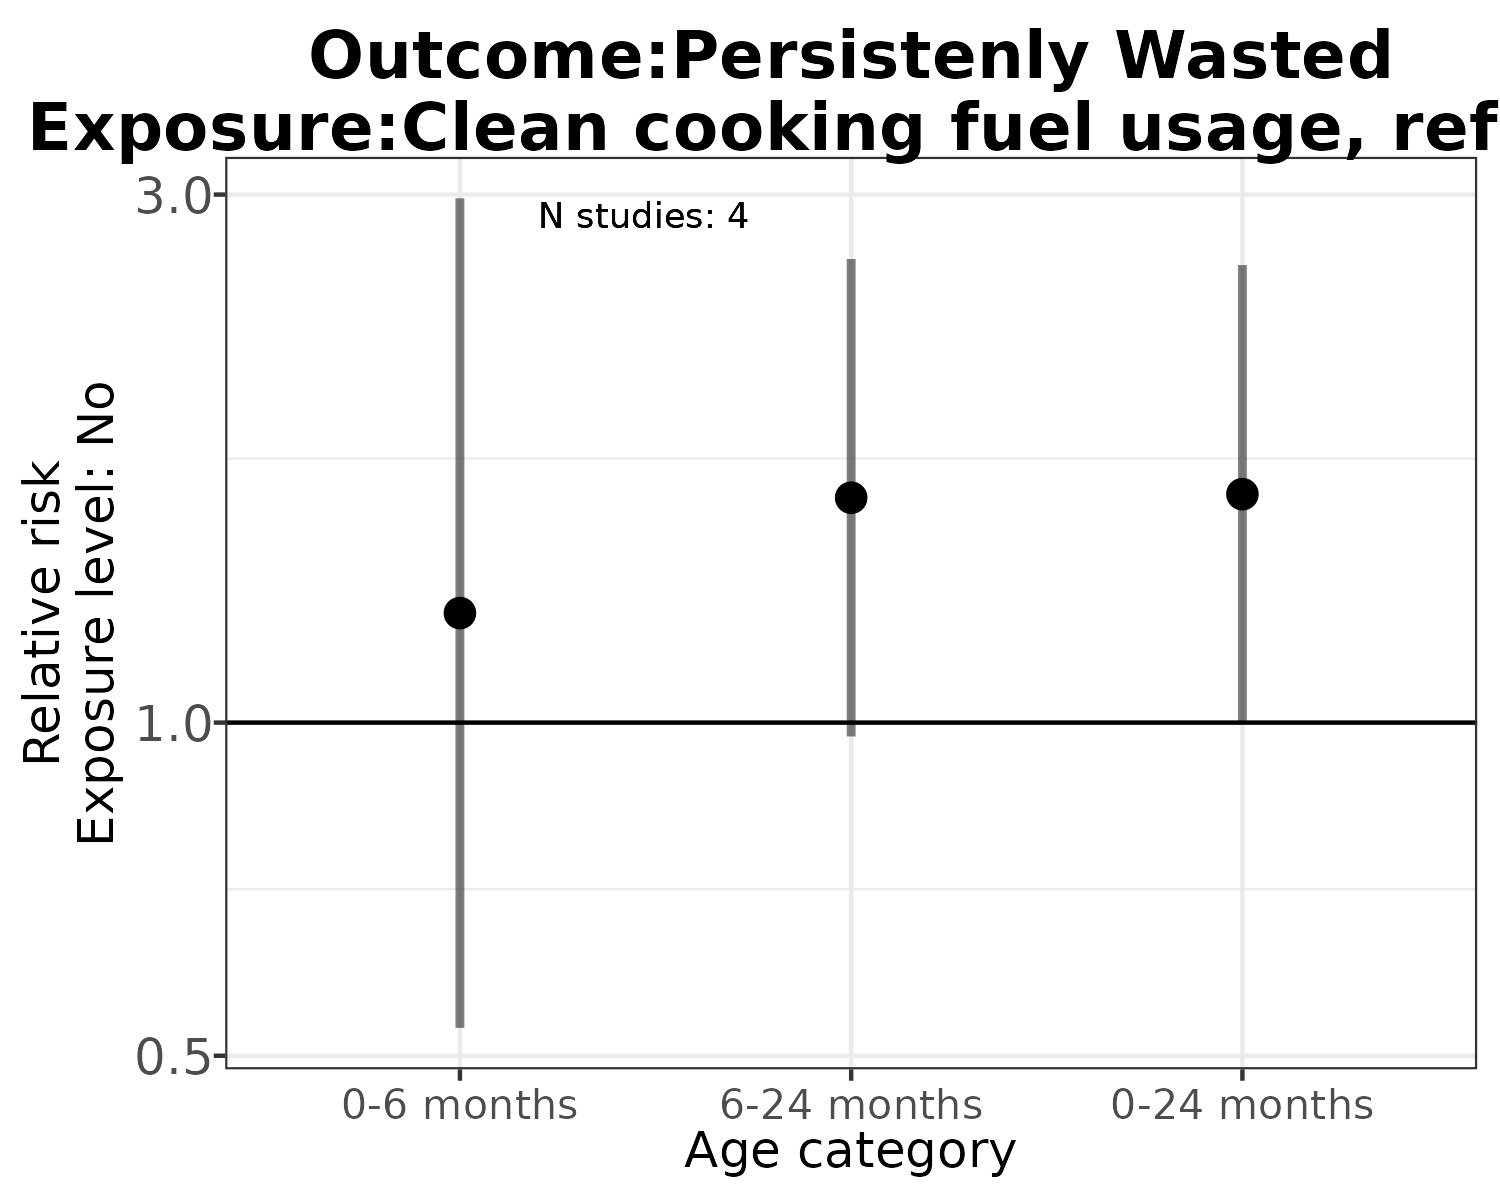 Outcome:Persistenly Wasted
Exposure:Clean cooking fuel usage, ref
3.0
N studies: 4
Relative risk
Exposure level: No
1.0
0.5
0-6 months
6-24 months
0-24 months
Age category